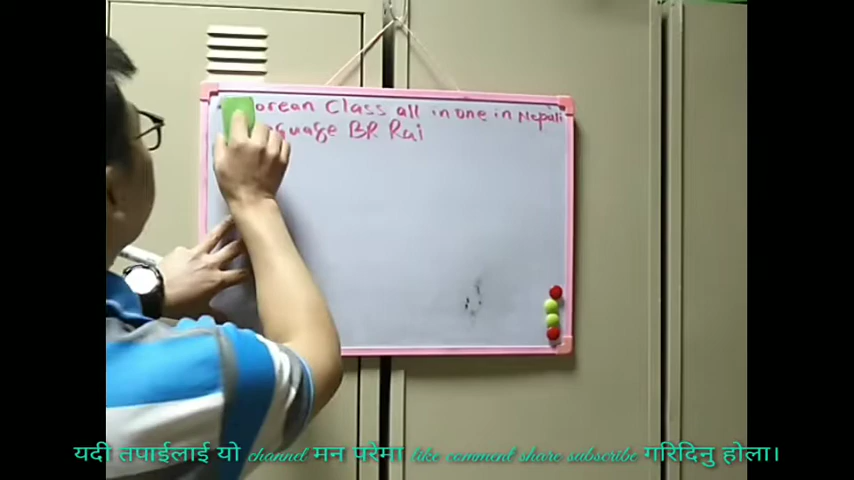 orean Class all in one in Nepali
guage BR Rai
यदी तपाईलाई यो channel मन परेमा like comment share subscribe गरिदिनु होला।